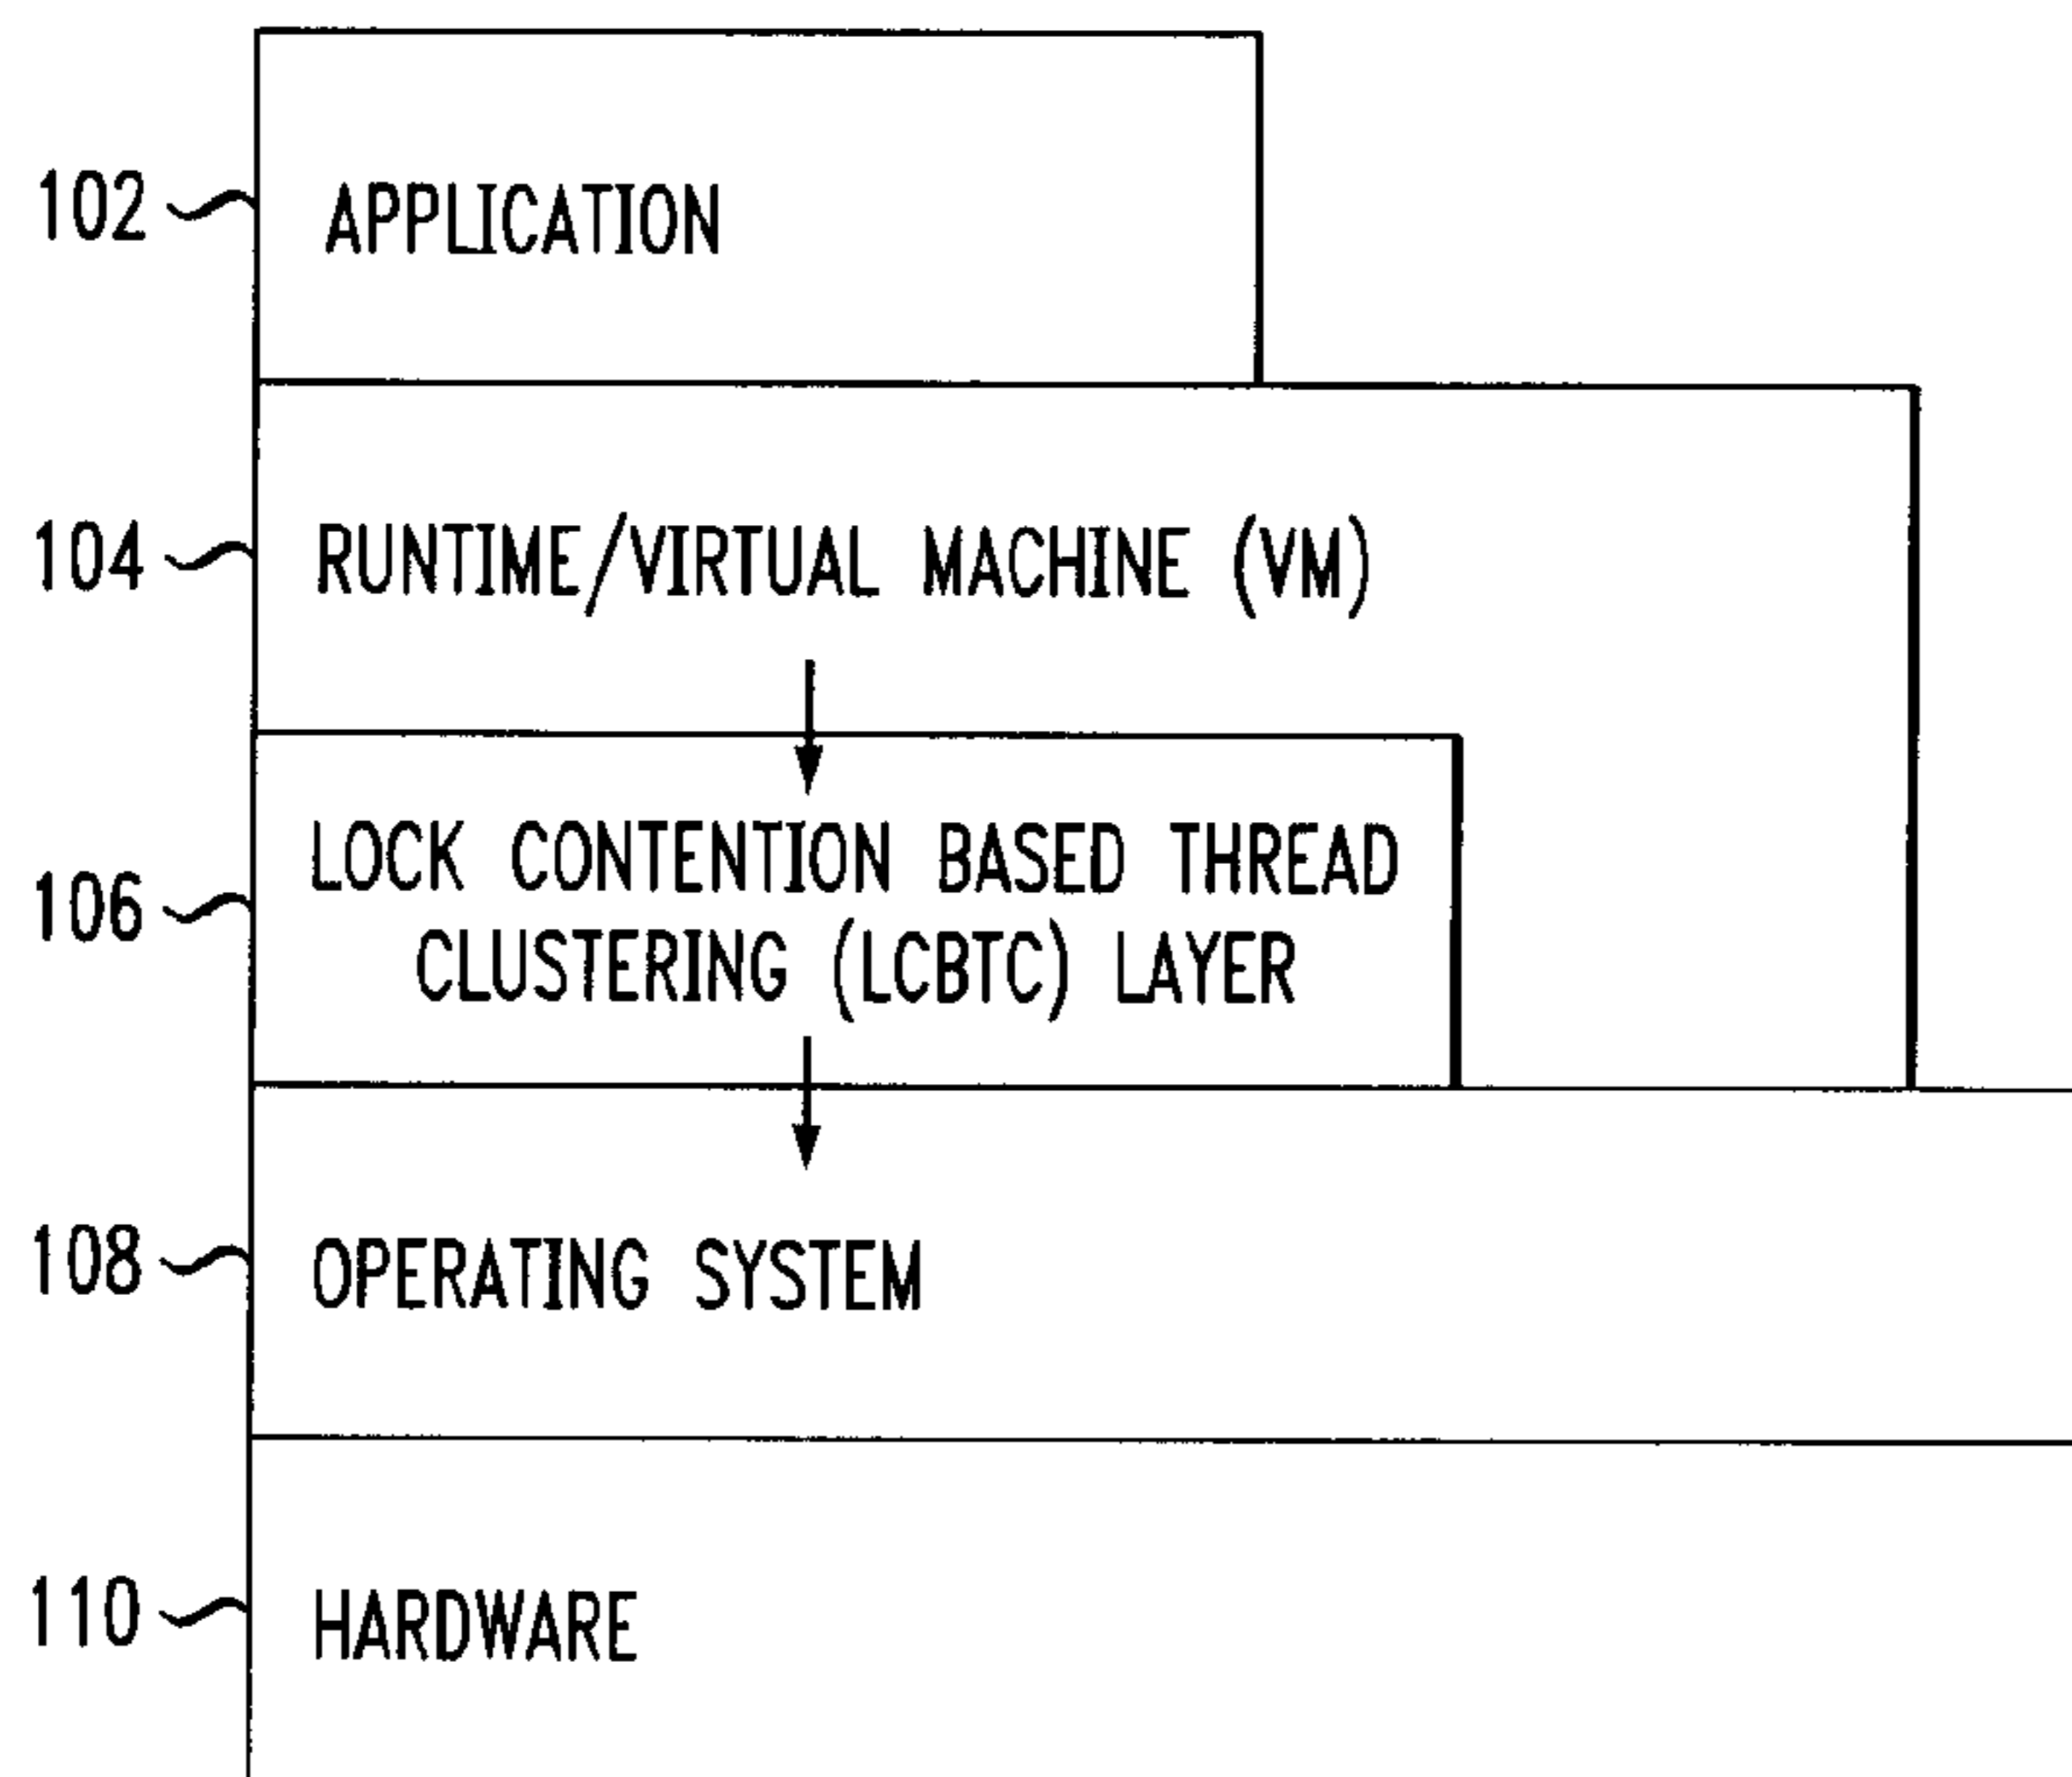 102 APPLICATION
104 RUNTIME/VIRTUAL MACHINE (VM)
106 LOCK CONTENTION BASED THREAD
CLUSTERING (LCBTC) LAYER
108 OPERATING SYSTEM
110 HARDWARE